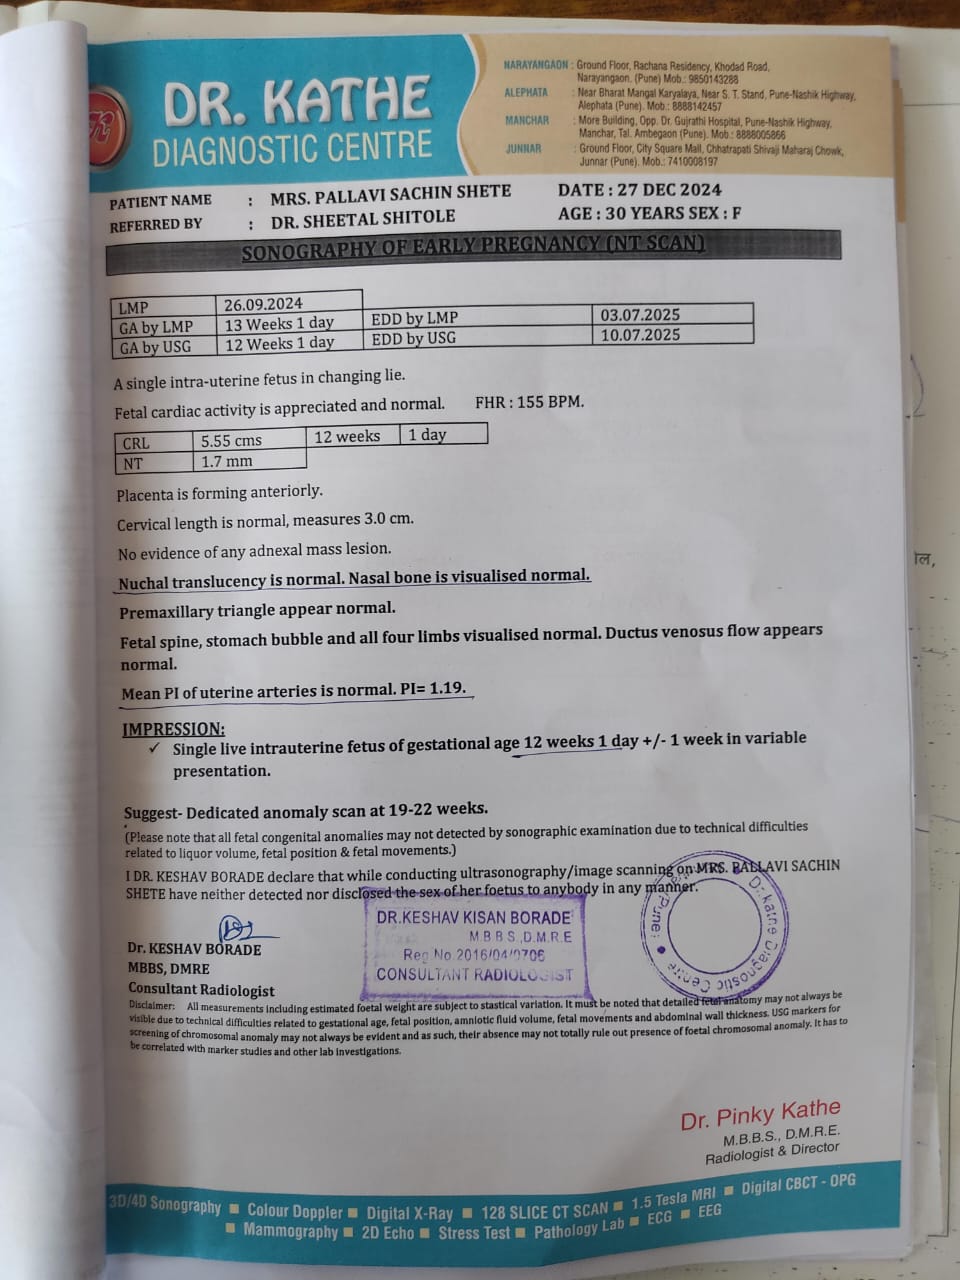 DR. KATHE
DIAGNOSTIC CENTRE
NARAYANGAON : Ground Floor, Rachana Residency, Khodad Road,
Narayangaon. (Pune) Mob.: 9850143288
ALEPHATA : Near Bharat Mangal Karyalaya, Near S. T. Stand, Pune-Nashik Highway,
Alephata (Pune). Mob.: 8888142457
MANCHAR : More Building, Opp. Dr. Gujrathi Hospital, Pune-Nashik Highway,
Manchar, Tal. Ambegaon (Pune). Mob.: 8888005866
JUNNAR : Ground Floor, City Square Mall, Chhatrapati Shivaji Maharaj Chowk,
Junnar (Pune). Mob.: 7410008197
PATIENT NAME : MRS. PALLAVI SACHIN SHETE DATE : 27 DEC 2024
REFERRED BY : DR. SHEETAL SHITOLE AGE : 30 YEARS SEX : F
SONOGRAPHY OF EARLY PREGNANCY (NT SCAN)
LMP 26.09.2024
GA by LMP 13 Weeks 1 day EDD by LMP 03.07.2025
GA by USG 12 Weeks 1 day EDD by USG 10.07.2025
A single intra-uterine fetus in changing lie.
Fetal cardiac activity is appreciated and normal. FHR : 155 BPM.
CRL 5.55 cms 12 weeks 1 day
NT 1.7 mm
Placenta is forming anteriorly.
Cervical length is normal, measures 3.0 cm.
No evidence of any adnexal mass lesion.
Nuchal translucency is normal. Nasal bone is visualised normal.
Premaxillary triangle appear normal.
Fetal spine, stomach bubble and all four limbs visualised normal. Ductus venosus flow appears
normal.
Mean PI of uterine arteries is normal. PI= 1.19.
IMPRESSION:
✓ Single live intrauterine fetus of gestational age 12 weeks 1 day +/- 1 week in variable
presentation.
Suggest- Dedicated anomaly scan at 19-22 weeks.
(Please note that all fetal congenital anomalies may not detected by sonographic examination due to technical difficulties
related to liquor volume, fetal position & fetal movements.)
I DR. KESHAV BORADE declare that while conducting ultrasonography/image scanning on MRS. PALLAVI SACHIN
SHETE have neither detected nor disclosed the sex of her foetus to anybody in any manner.
DR.KESHAV KISAN BORADE
M B B S ,D.M.R.E
Reg No 2016/04/0706
CONSULTANT RADIOLOGIST
Dr. Kathe Diagnostic Centre
Pune
Dr. KESHAV BORADE
MBBS, DMRE
Consultant Radiologist
Disclaimer: All measurements including estimated foetal weight are subject to stastical variation. It must be noted that detailed fetal anatomy may not always be
visible due to technical difficulties related to gestational age, fetal position, amniotic fluid volume, fetal movements and abdominal wall thickness. USG markers for
screening of chromosomal anomaly may not always be evident and as such, their absence may not totally rule out presence of foetal chromosomal anomaly. It has to
be correlated with marker studies and other lab investigations.
Dr. Pinky Kathe
M.B.B.S., D.M.R.E.
Radiologist & Director
3D/4D Sonography ■ Colour Doppler ■ Digital X-Ray ■ 128 SLICE CT SCAN ■ 1.5 Tesla MRI ■ Digital CBCT - OPG
■ Mammography ■ 2D Echo ■ Stress Test ■ Pathology Lab ■ ECG ■ EEG